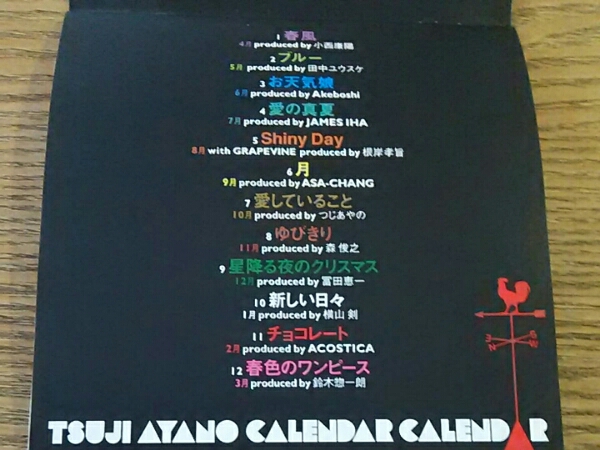 1 春風
4月 produced by 小西康陽
2 ブルー
5月 produced by 田中ユウスケ
3 お天気娘
6月 produced by Akeboshi
4 愛の真夏
7月 produced by JAMES IHA
5 Shiny Day
8月 with GRAPEVINE produced by 根岸孝旨
6 月
9月 produced by ASA-CHANG
7 愛していること
10月 produced by つじあやの
8 ゆびきり
11月 produced by 森 俊之
9 星降る夜のクリスマス
12月 produced by 冨田恵一
10 新しい日々
1月 produced by 横山 剣
11 チョコレート
2月 produced by ACOSTICA
12 春色のワンピース
3月 produced by 鈴木惣一朗
N
TSUJI AYANO CALENDAR CALENDAR